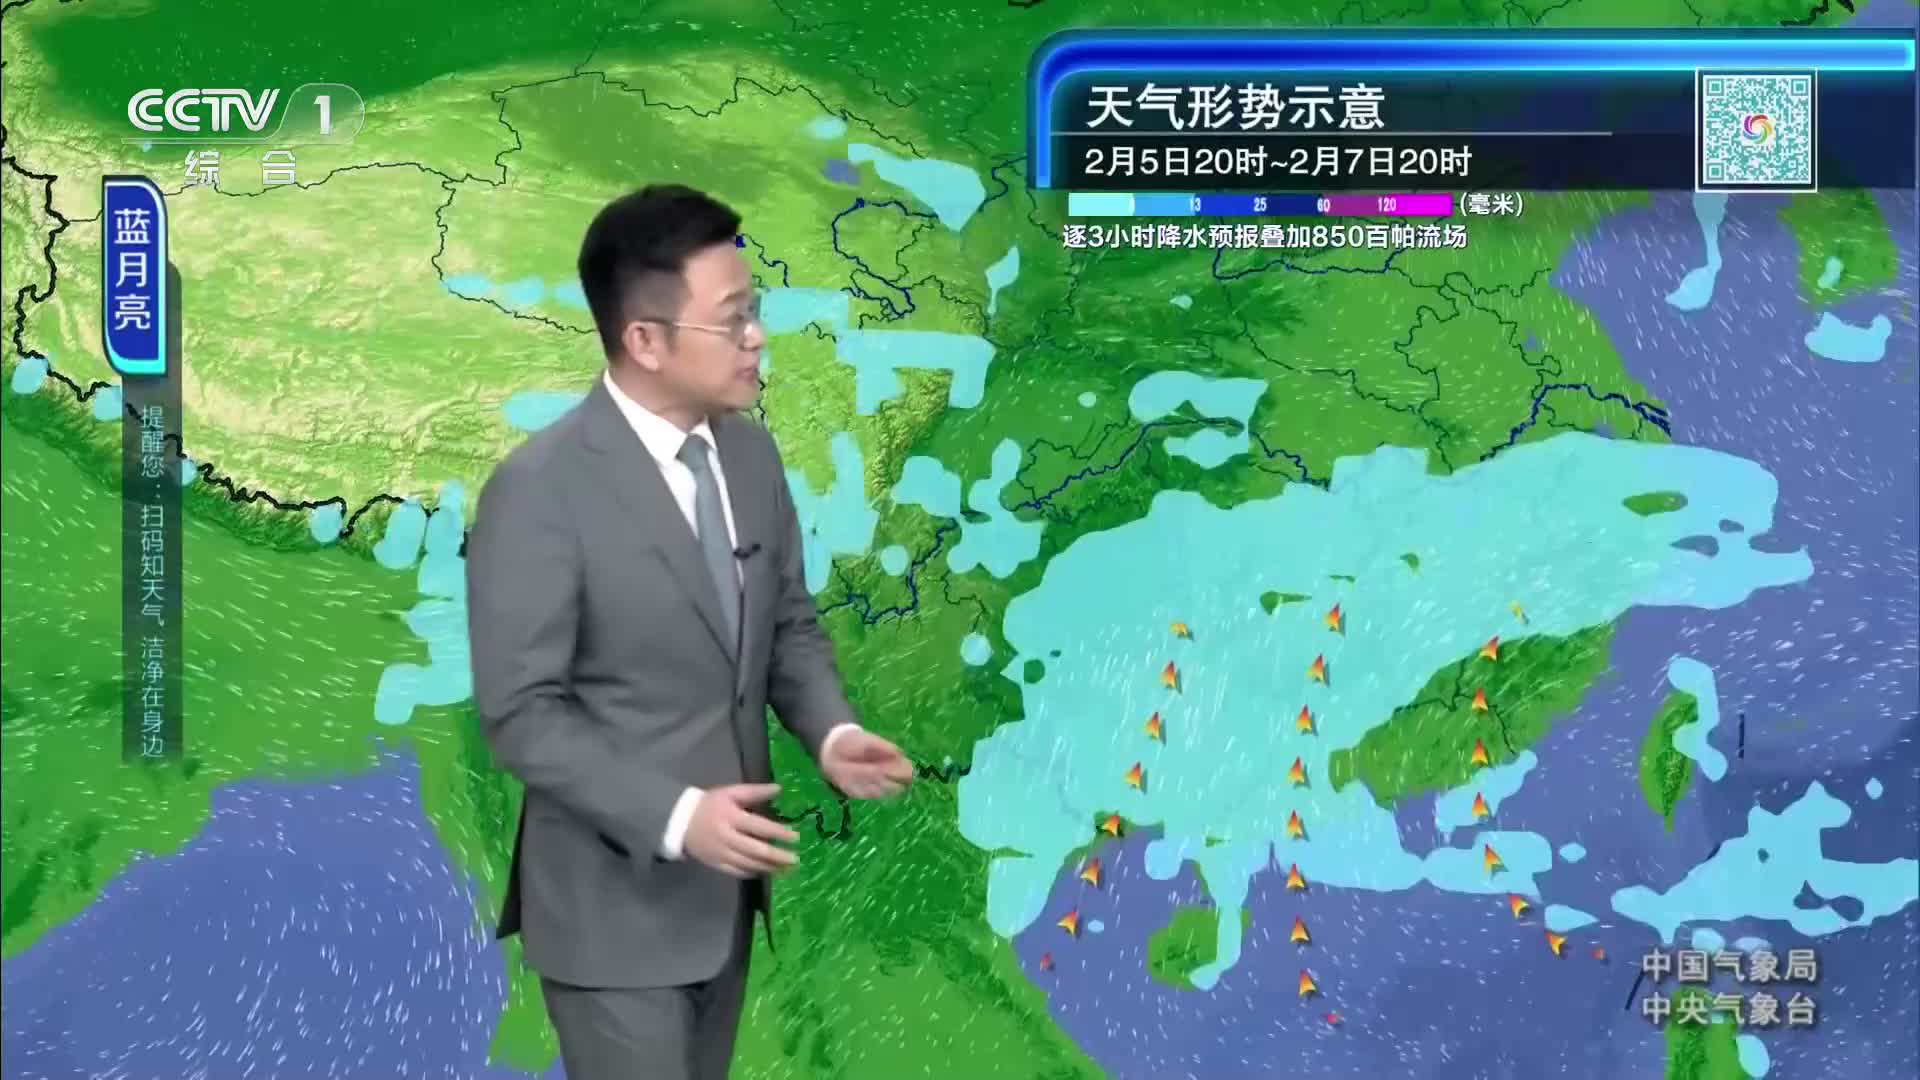 CCTV 1
综 合
天气形势示意
2月5日20时~2月7日20时
13 25 60 120 (毫米)
逐3小时降水预报叠加850百帕流场
蓝月亮
提醒您：扫码知天气 洁净在身边
中国气象局
中央气象台